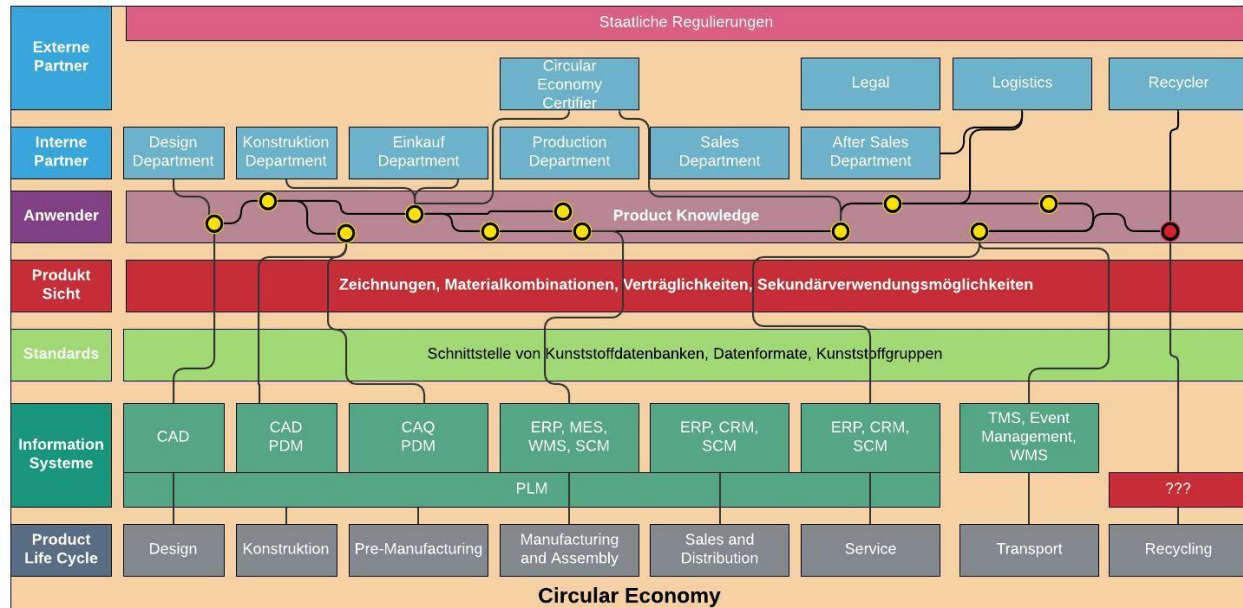 Externe
Partner
Staatliche Regulierungen
Circular
Economy
Certifier
Legal
Logistics
Recycler
Interne
Partner
Design
Department
Konstruktion
Department
Einkauf
Department
Production
Department
Sales
Department
After Sales
Department
Anwender
Product Knowledge
Produkt
Sicht
Zeichnungen, Materialkombinationen, Verträglichkeiten, Sekundärverwendungsmöglichkeiten
Standards
Schnittstelle von Kunststoffdatenbanken, Datenformate, Kunststoffgruppen
Information
Systeme
CAD
CAD
PDM
CAQ
PDM
ERP, MES,
WMS, SCM
ERP, CRM,
SCM
ERP, CRM,
SCM
TMS, Event
Management,
WMS
PLM
???
Product
Life Cycle
Design
Konstruktion
Pre-Manufacturing
Manufacturing
and Assembly
Sales and
Distribution
Service
Transport
Recycling
Circular Economy